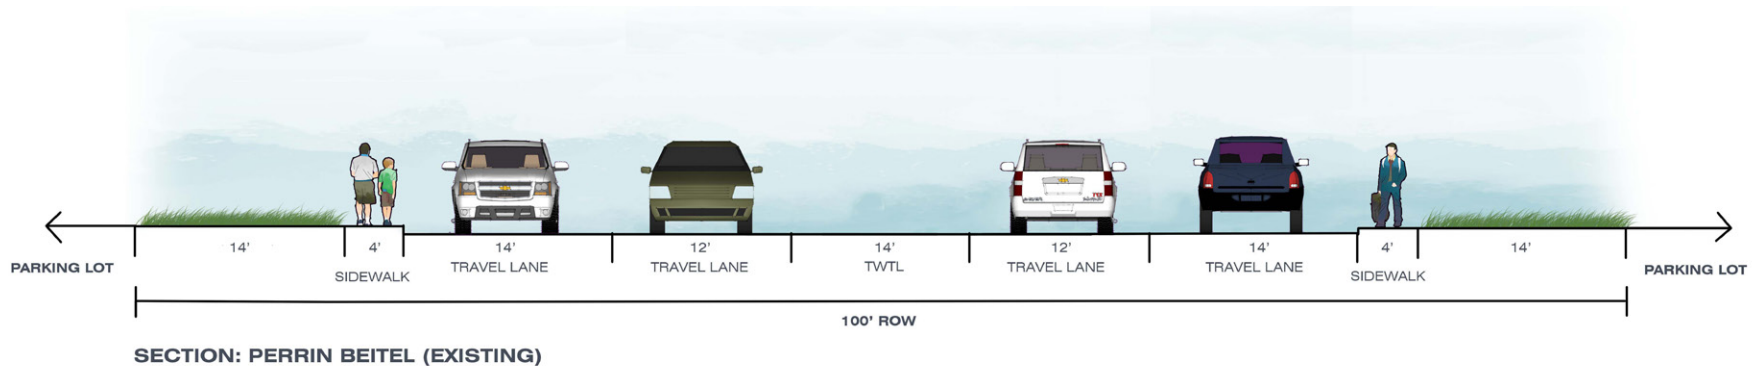 14' 4' 14' 12' 14' 12' 14' 4' 14'
PARKING LOT SIDEWALK TRAVEL LANE TRAVEL LANE TWTL TRAVEL LANE TRAVEL LANE SIDEWALK PARKING LOT
100' ROW
SECTION: PERRIN BEITEL (EXISTING)